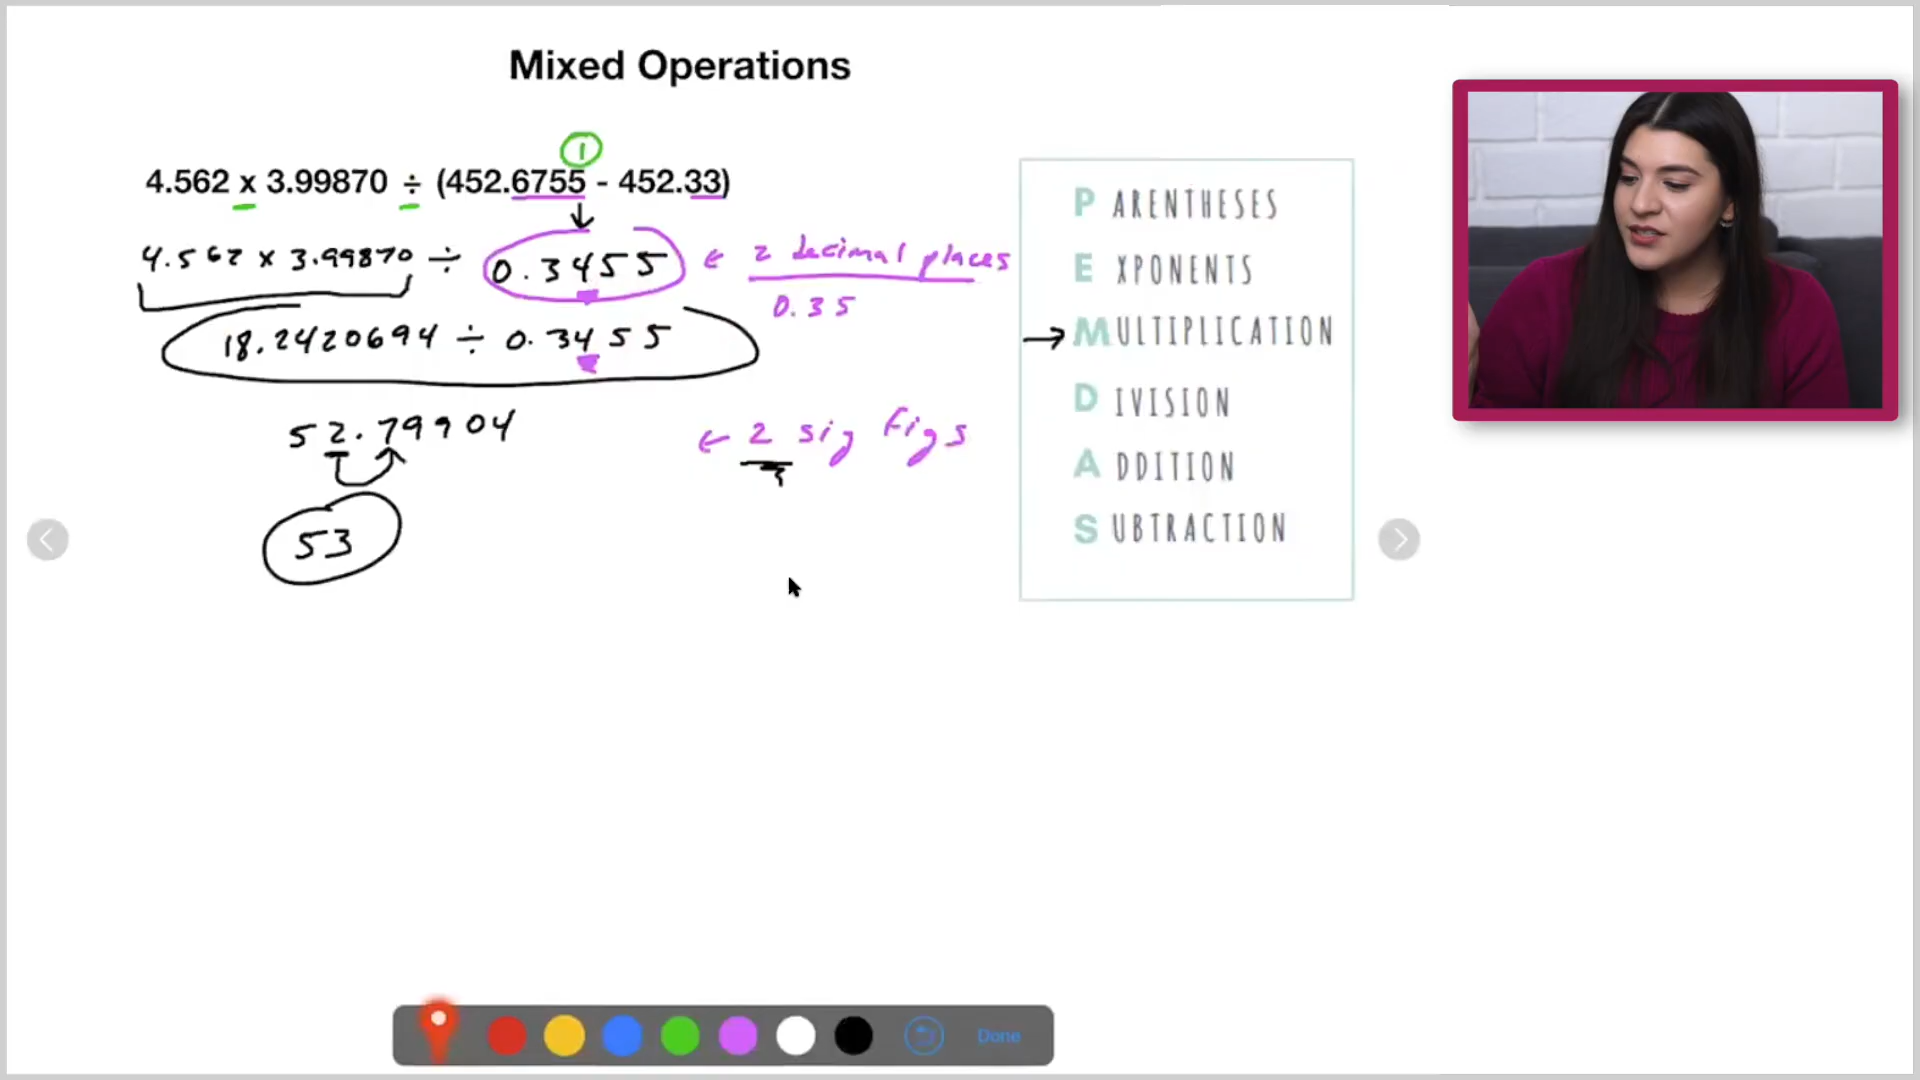 Mixed Operations
1
4.562 x 3.99870 ÷ (452.6755 - 452.33)
4.562 x 3.99870 ÷ 0.3455 ← 2 decimal places
0.35
18.2420694 ÷ 0.3455
52.79904 ← 2 sig figs
53
PARENTHESES
EXPONENTS
→ MULTIPLICATION
DIVISION
ADDITION
SUBTRACTION
Done